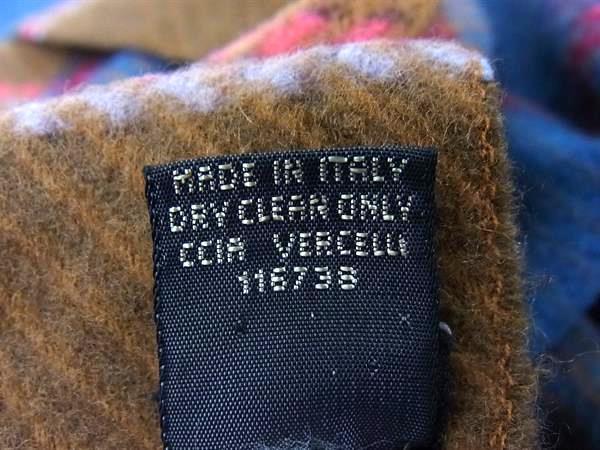 MADE IN ITALY
DRY CLEAN ONLY
CCIA VERCELLI
116738